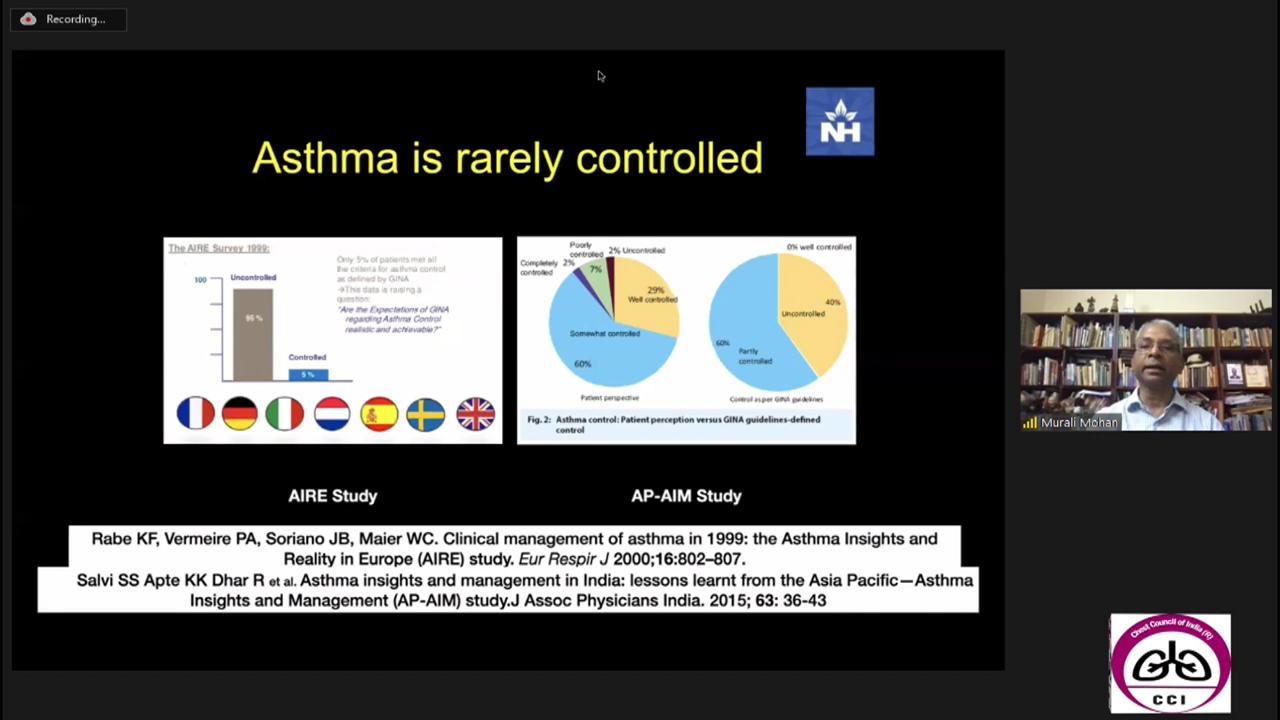 Recording...
NH
Asthma is rarely controlled
The AIRE Survey 1999:
100
Uncontrolled
95 %
Controlled
5 %
Only 5% of patients met all
the criteria for asthma control
as defined by GINA
→This data is raising a
question:
"Are the Expectations of GINA
regarding Asthma Control
realistic and achievable?"
Poorly
controlled
7%
2% Uncontrolled
Completely
controlled
2%
29%
Well controlled
Somewhat controlled
60%
Patient perspective
0% well controlled
40%
Uncontrolled
60%
Partly
controlled
Control as per GINA guidelines
Fig. 2: Asthma control: Patient perception versus GINA guidelines-defined
control
AIRE Study
AP-AIM Study
Rabe KF, Vermeire PA, Soriano JB, Maier WC. Clinical management of asthma in 1999: the Asthma Insights and
Reality in Europe (AIRE) study. Eur Respir J 2000;16:802–807.
Salvi SS Apte KK Dhar R et al. Asthma insights and management in India: lessons learnt from the Asia Pacific—Asthma
Insights and Management (AP-AIM) study.J Assoc Physicians India. 2015; 63: 36-43
Murali Mohan
Chest Council of India (R)
CCI